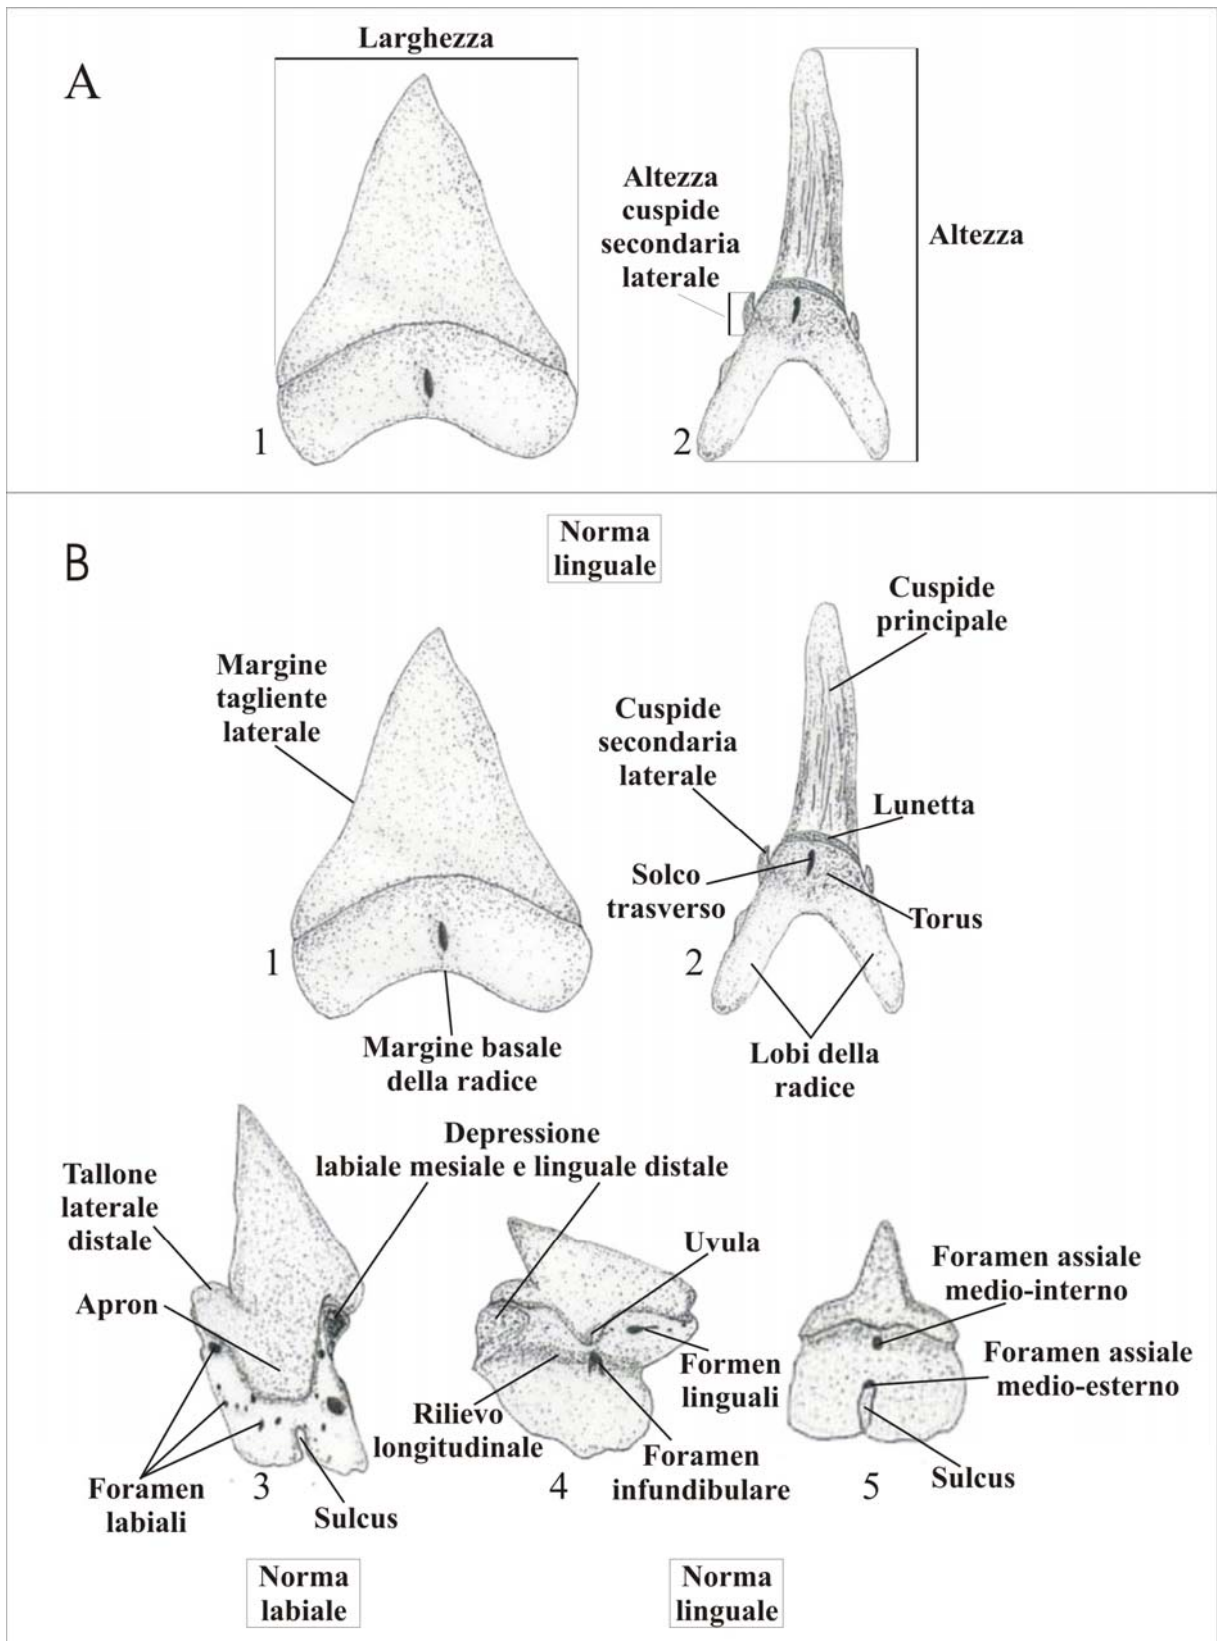 Larghezza
A
Altezza
cuspide
secondaria
laterale
Altezza
1
2
Norma
linguale
B
Cuspide
principale
Margine
tagliente
laterale
Cuspide
secondaria
laterale
Lunetta
Solco
trasverso
Torus
1
2
Margine basale
della radice
Lobi della
radice
Depressione
labiale mesiale e linguale distale
Tallone
laterale
distale
Uvula
Foramen assiale
medio-interno
Apron
Foramen assiale
medio-esterno
Formen
linguali
Rilievo
longitudinale
Foramen
infundibulare
Sulcus
Foramen
labiali
3
Sulcus
4
5
Norma
labiale
Norma
linguale